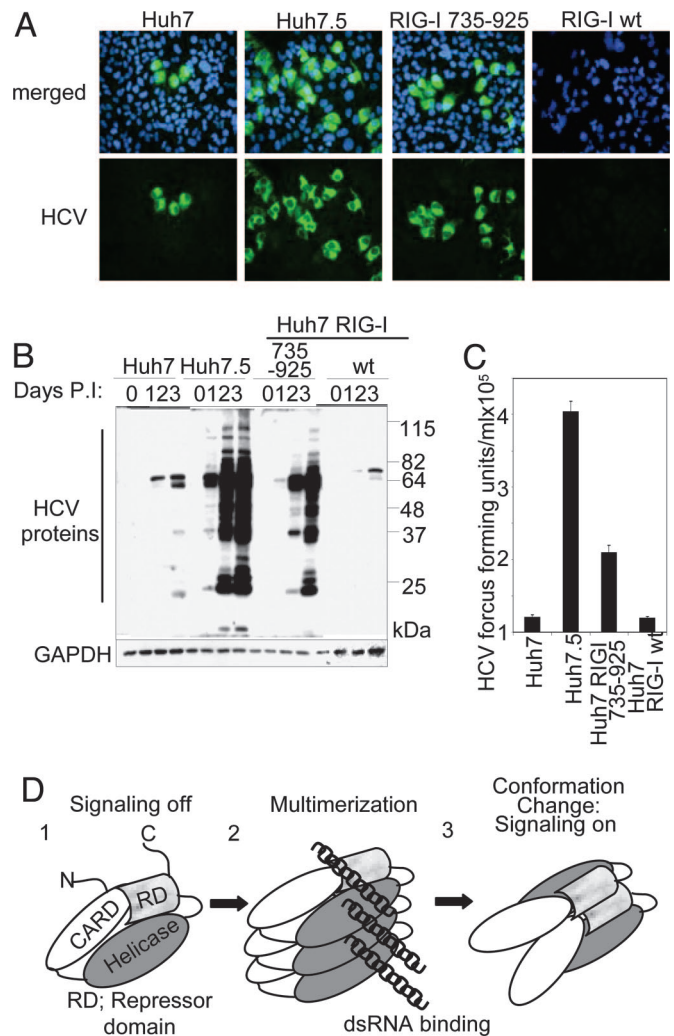 A
Huh7 Huh7.5 RIG-I 735-925 RIG-I wt
merged
HCV
B
Huh7 RIG-I
Huh7 Huh7.5 735 -925 wt
Days P.I: 0 123 0123 0123 0123
115
82
64
48
37
25
kDa
HCV proteins
GAPDH
C
HCV forcus forming units/mlx10⁵
4
3
2
1
Huh7
Huh7.5
Huh7 RIGI
735-925
Huh7
RIG-I wt
D
Signaling off
Multimerization
Conformation
Change:
Signaling on
1 2 3
C
N
RD
CARD
Helicase
RD; Repressor
domain
dsRNA binding